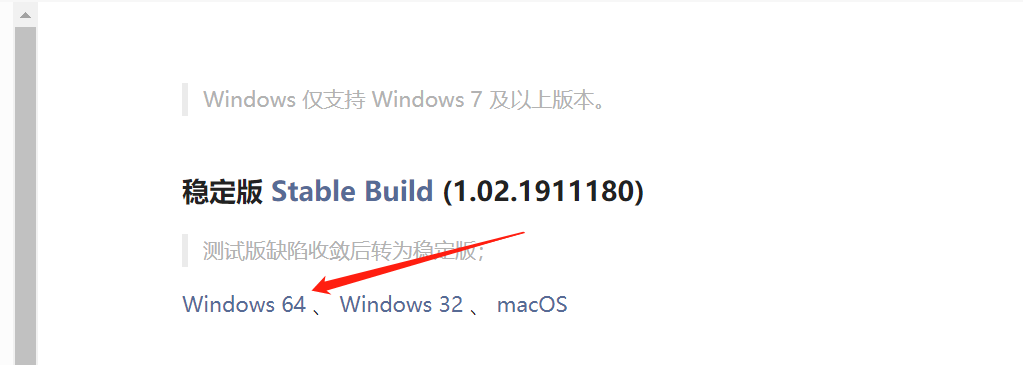 Windows 仅支持 Windows 7 及以上版本。
稳定版 Stable Build (1.02.1911180)
测试版缺陷收敛后转为稳定版;
Windows 64 、 Windows 32 、 macOS